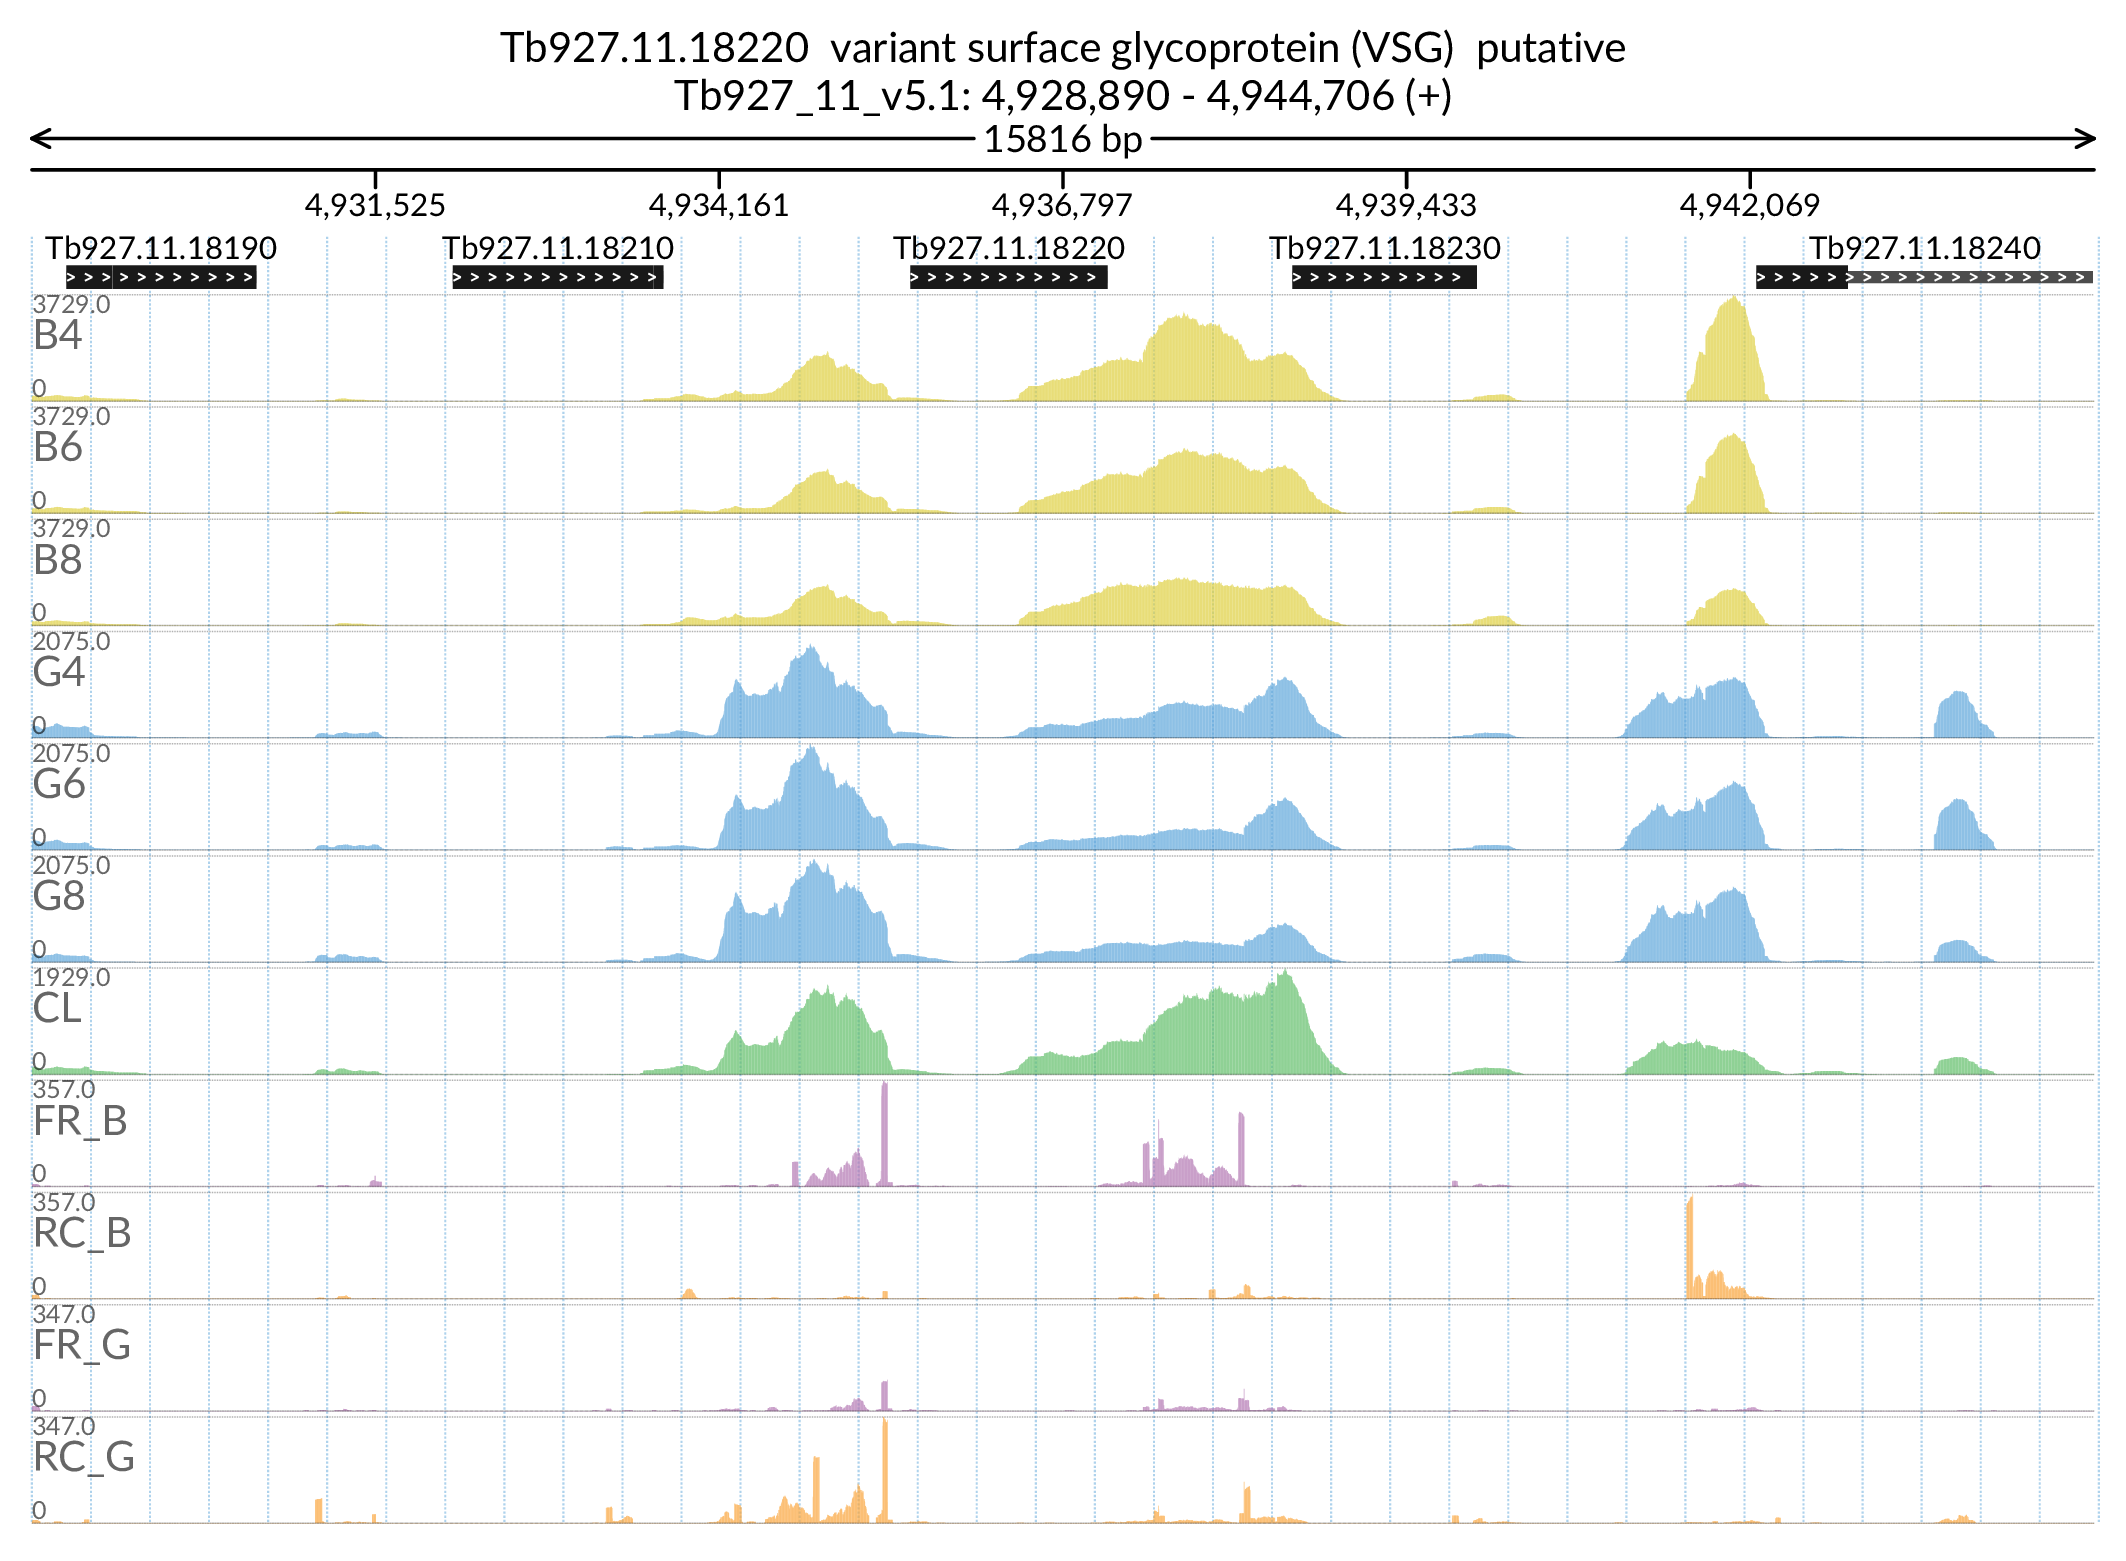 Tb927.11.18220  variant surface glycoprotein (VSG)  putative
Tb927_11_v5.1: 4,928,890 - 4,944,706 (+)
15816 bp
4,931,525 4,934,161 4,936,797 4,939,433 4,942,069
Tb927.11.18190 Tb927.11.18210 Tb927.11.18220 Tb927.11.18230 Tb927.11.18240
3729.0
B4
0
3729.0
B6
0
3729.0
B8
0
2075.0
G4
0
2075.0
G6
0
2075.0
G8
0
1929.0
CL
0
357.0
FR_B
0
357.0
RC_B
0
347.0
FR_G
0
347.0
RC_G
0